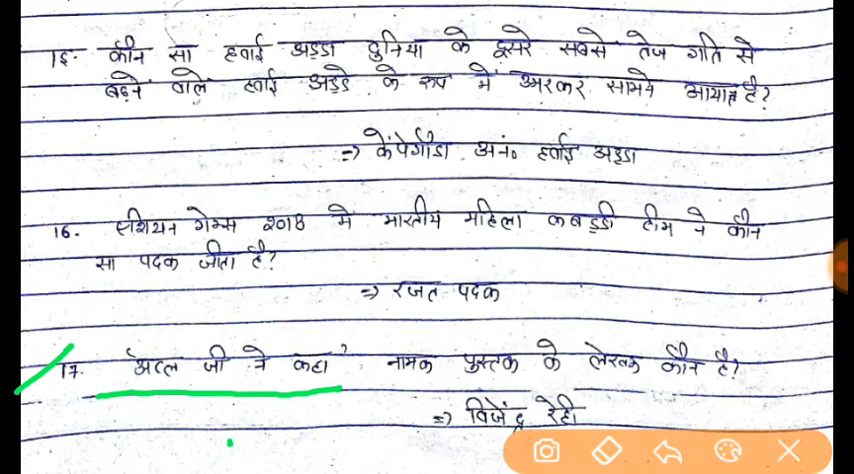 15. कौन सा हवाई अड्डा दुनिया के दूसरे सबसे तेज गति से
बढ़ने वाले हवाई अड्डे के रूप में उभरकर सामने आया है?
=> केंपेगौडा अन्त० हवाई अड्डा
16. एशियन गेम्स 2018 मे भारतीय महिला कबड्डी टीम ने कौन
सा पदक जीता है?
=> रजत पदक
17. 'अटल जी ने कहा' नामक पुस्तक के लेखक कौन है?
=> विजेंद्र रेही